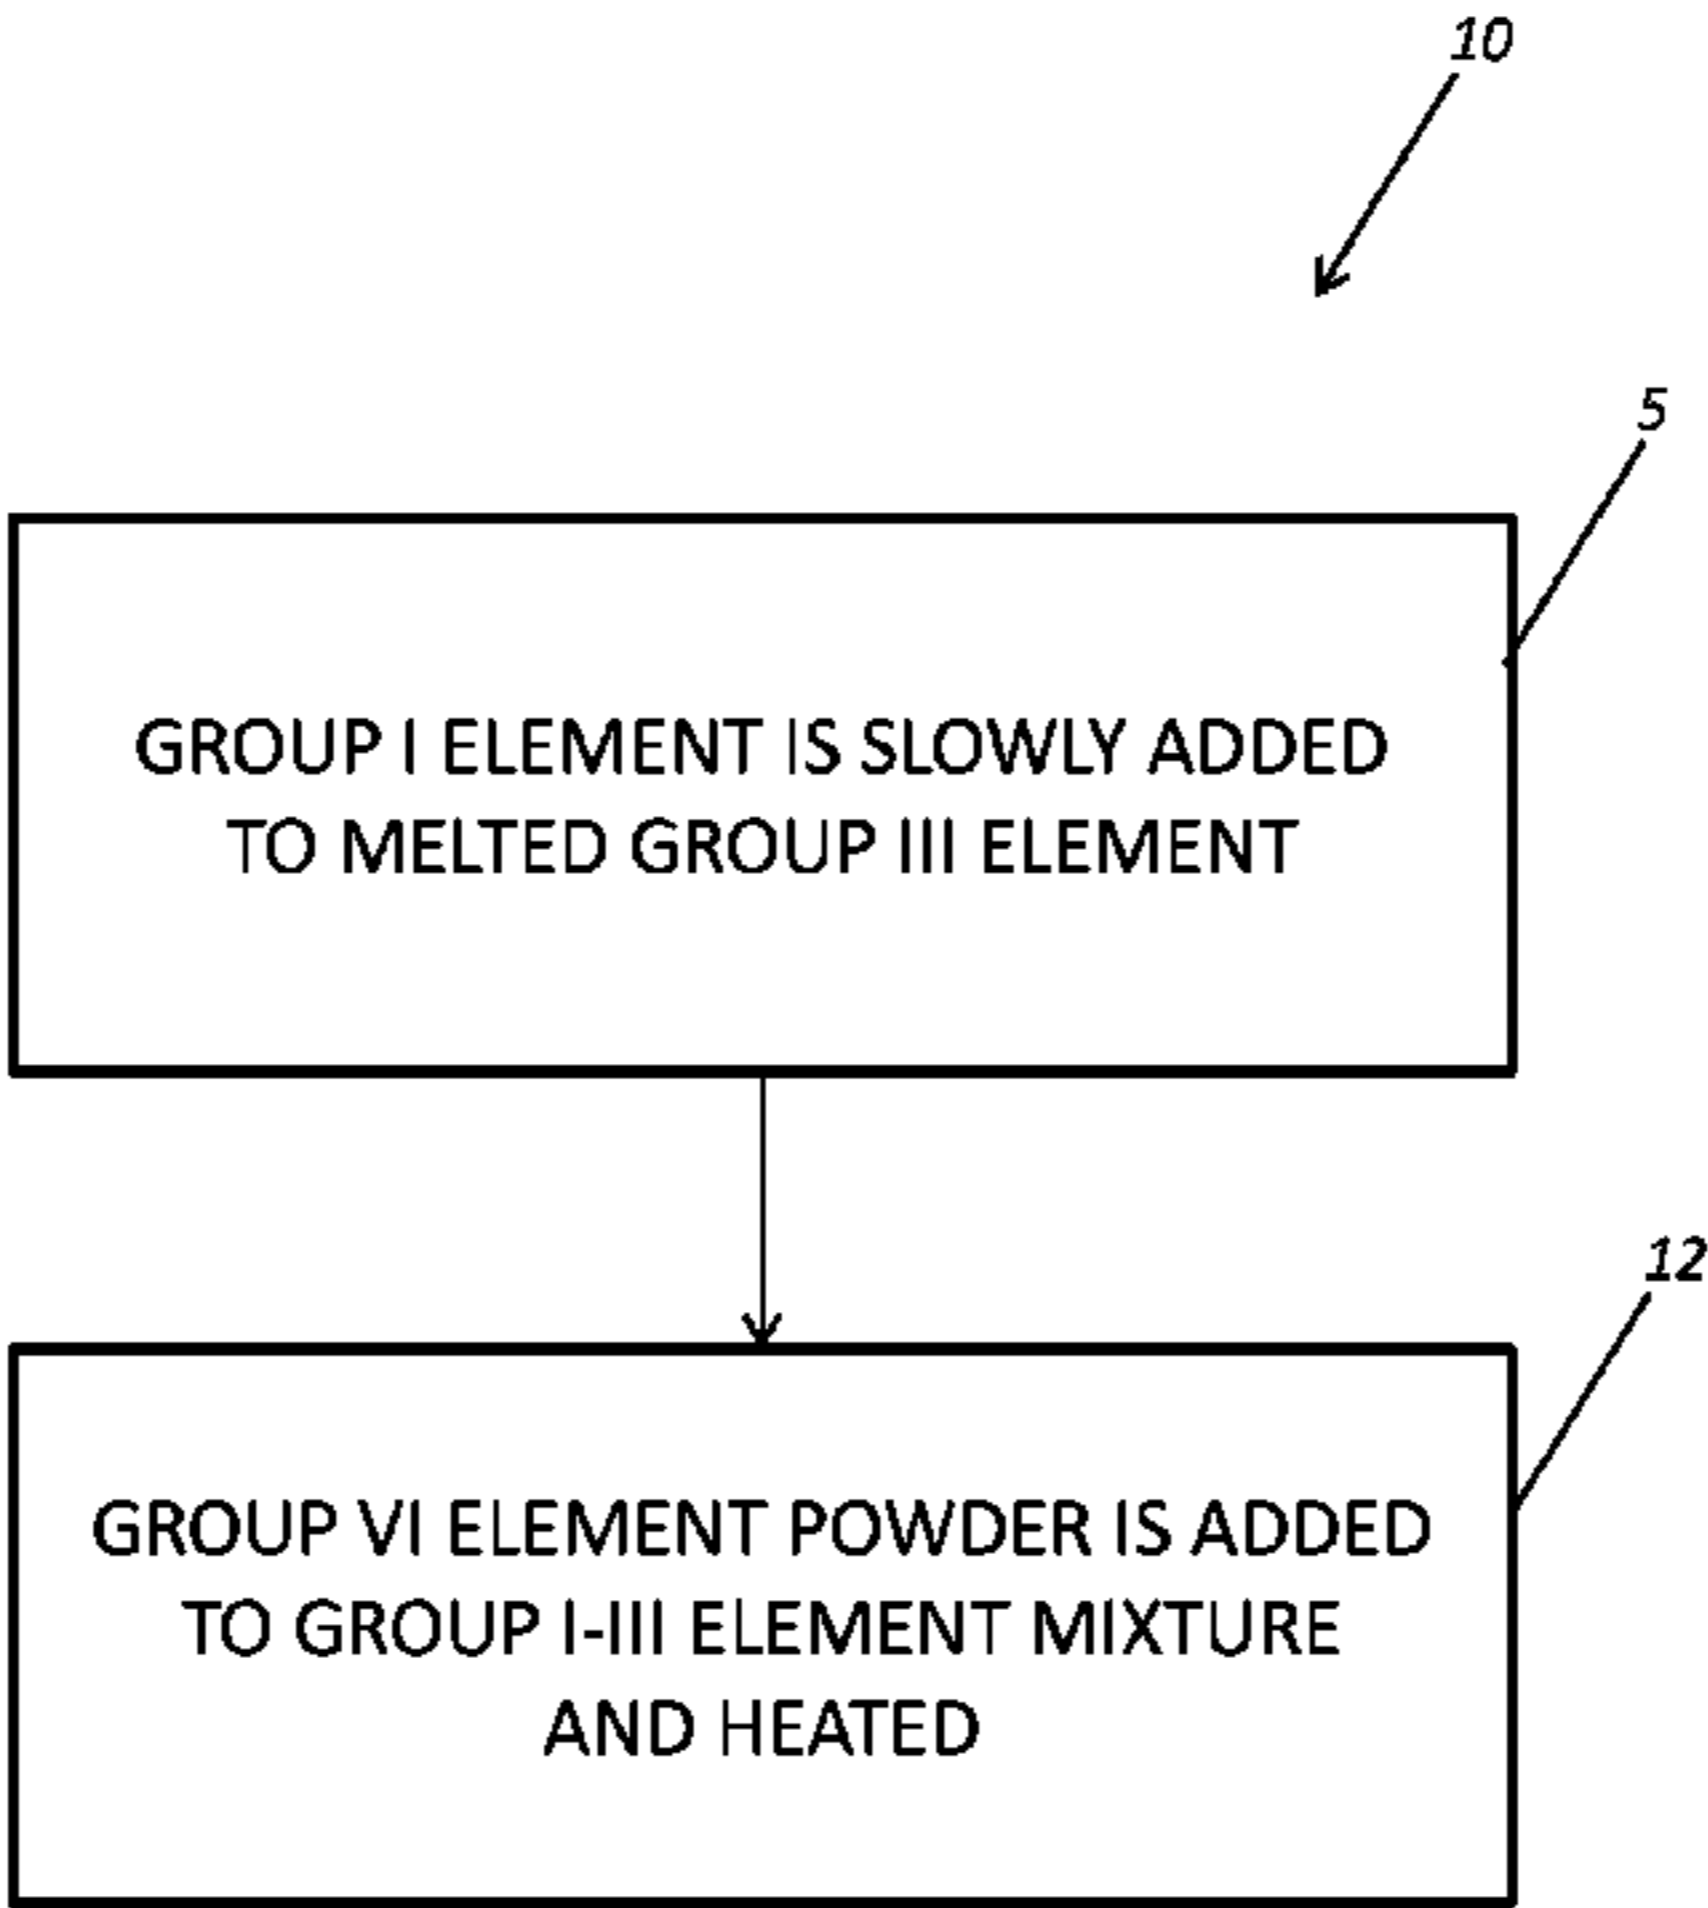 10
5
GROUP I ELEMENT IS SLOWLY ADDED
TO MELTED GROUP III ELEMENT
12
GROUP VI ELEMENT POWDER IS ADDED
TO GROUP I-III ELEMENT MIXTURE
AND HEATED